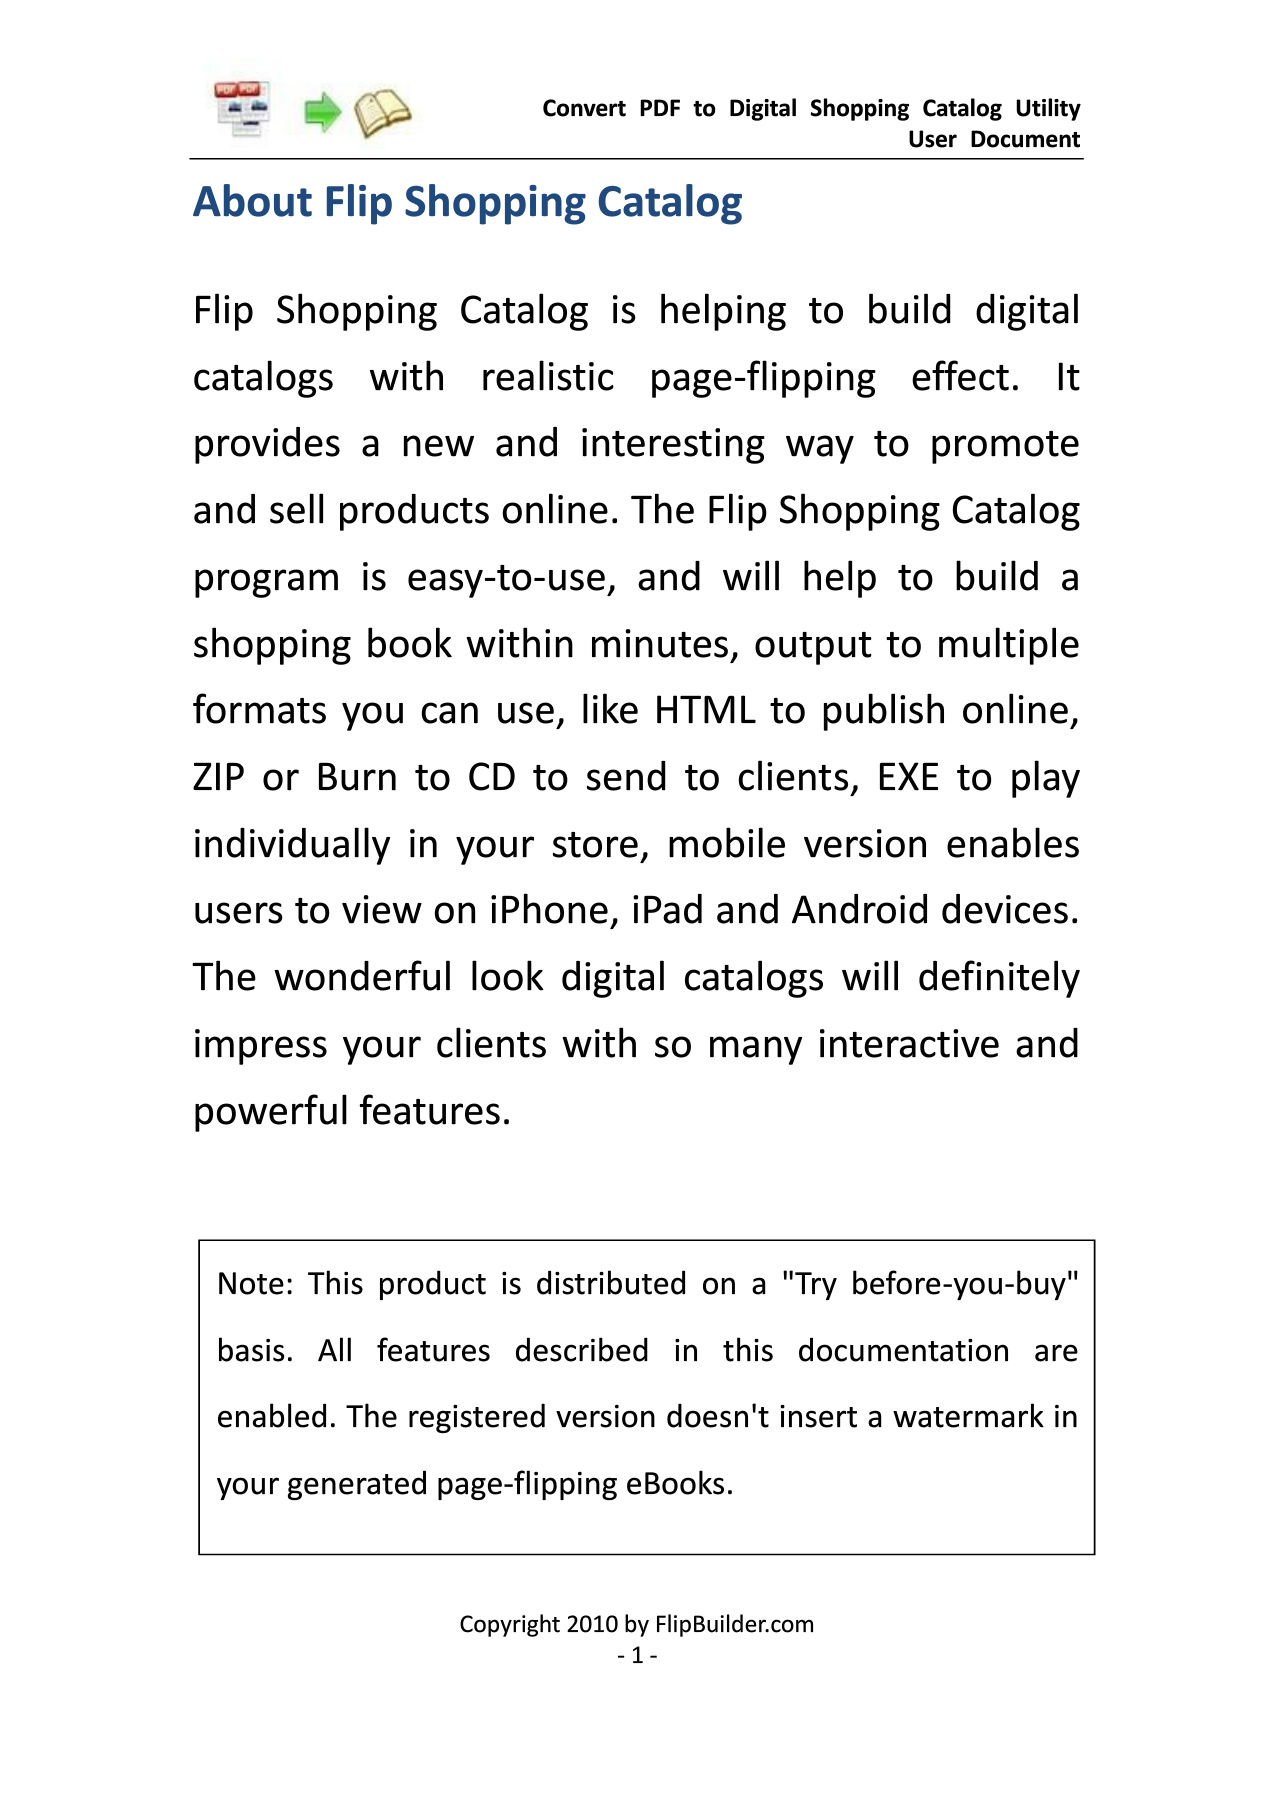 PDF PDF
Convert PDF to Digital Shopping Catalog Utility
User Document
About Flip Shopping Catalog
Flip Shopping Catalog is helping to build digital
catalogs with realistic page-flipping effect. It
provides a new and interesting way to promote
and sell products online. The Flip Shopping Catalog
program is easy-to-use, and will help to build a
shopping book within minutes, output to multiple
formats you can use, like HTML to publish online,
ZIP or Burn to CD to send to clients, EXE to play
individually in your store, mobile version enables
users to view on iPhone, iPad and Android devices.
The wonderful look digital catalogs will definitely
impress your clients with so many interactive and
powerful features.
Note: This product is distributed on a "Try before-you-buy"
basis. All features described in this documentation are
enabled. The registered version doesn't insert a watermark in
your generated page-flipping eBooks.
Copyright 2010 by FlipBuilder.com
- 1 -